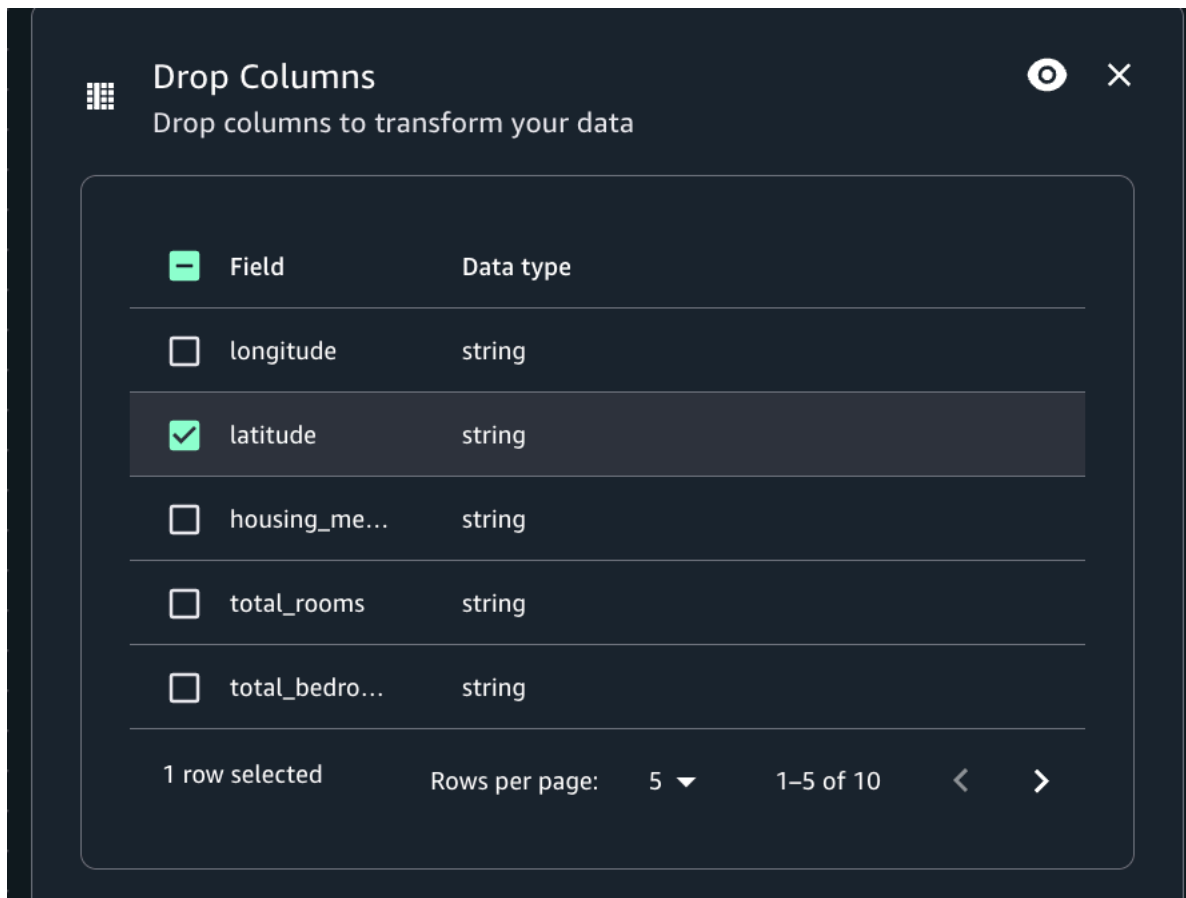 Drop Columns
Drop columns to transform your data
Field Data type
longitude string
latitude string
housing_me... string
total_rooms string
total_bedro... string
1 row selected Rows per page: 5 1–5 of 10